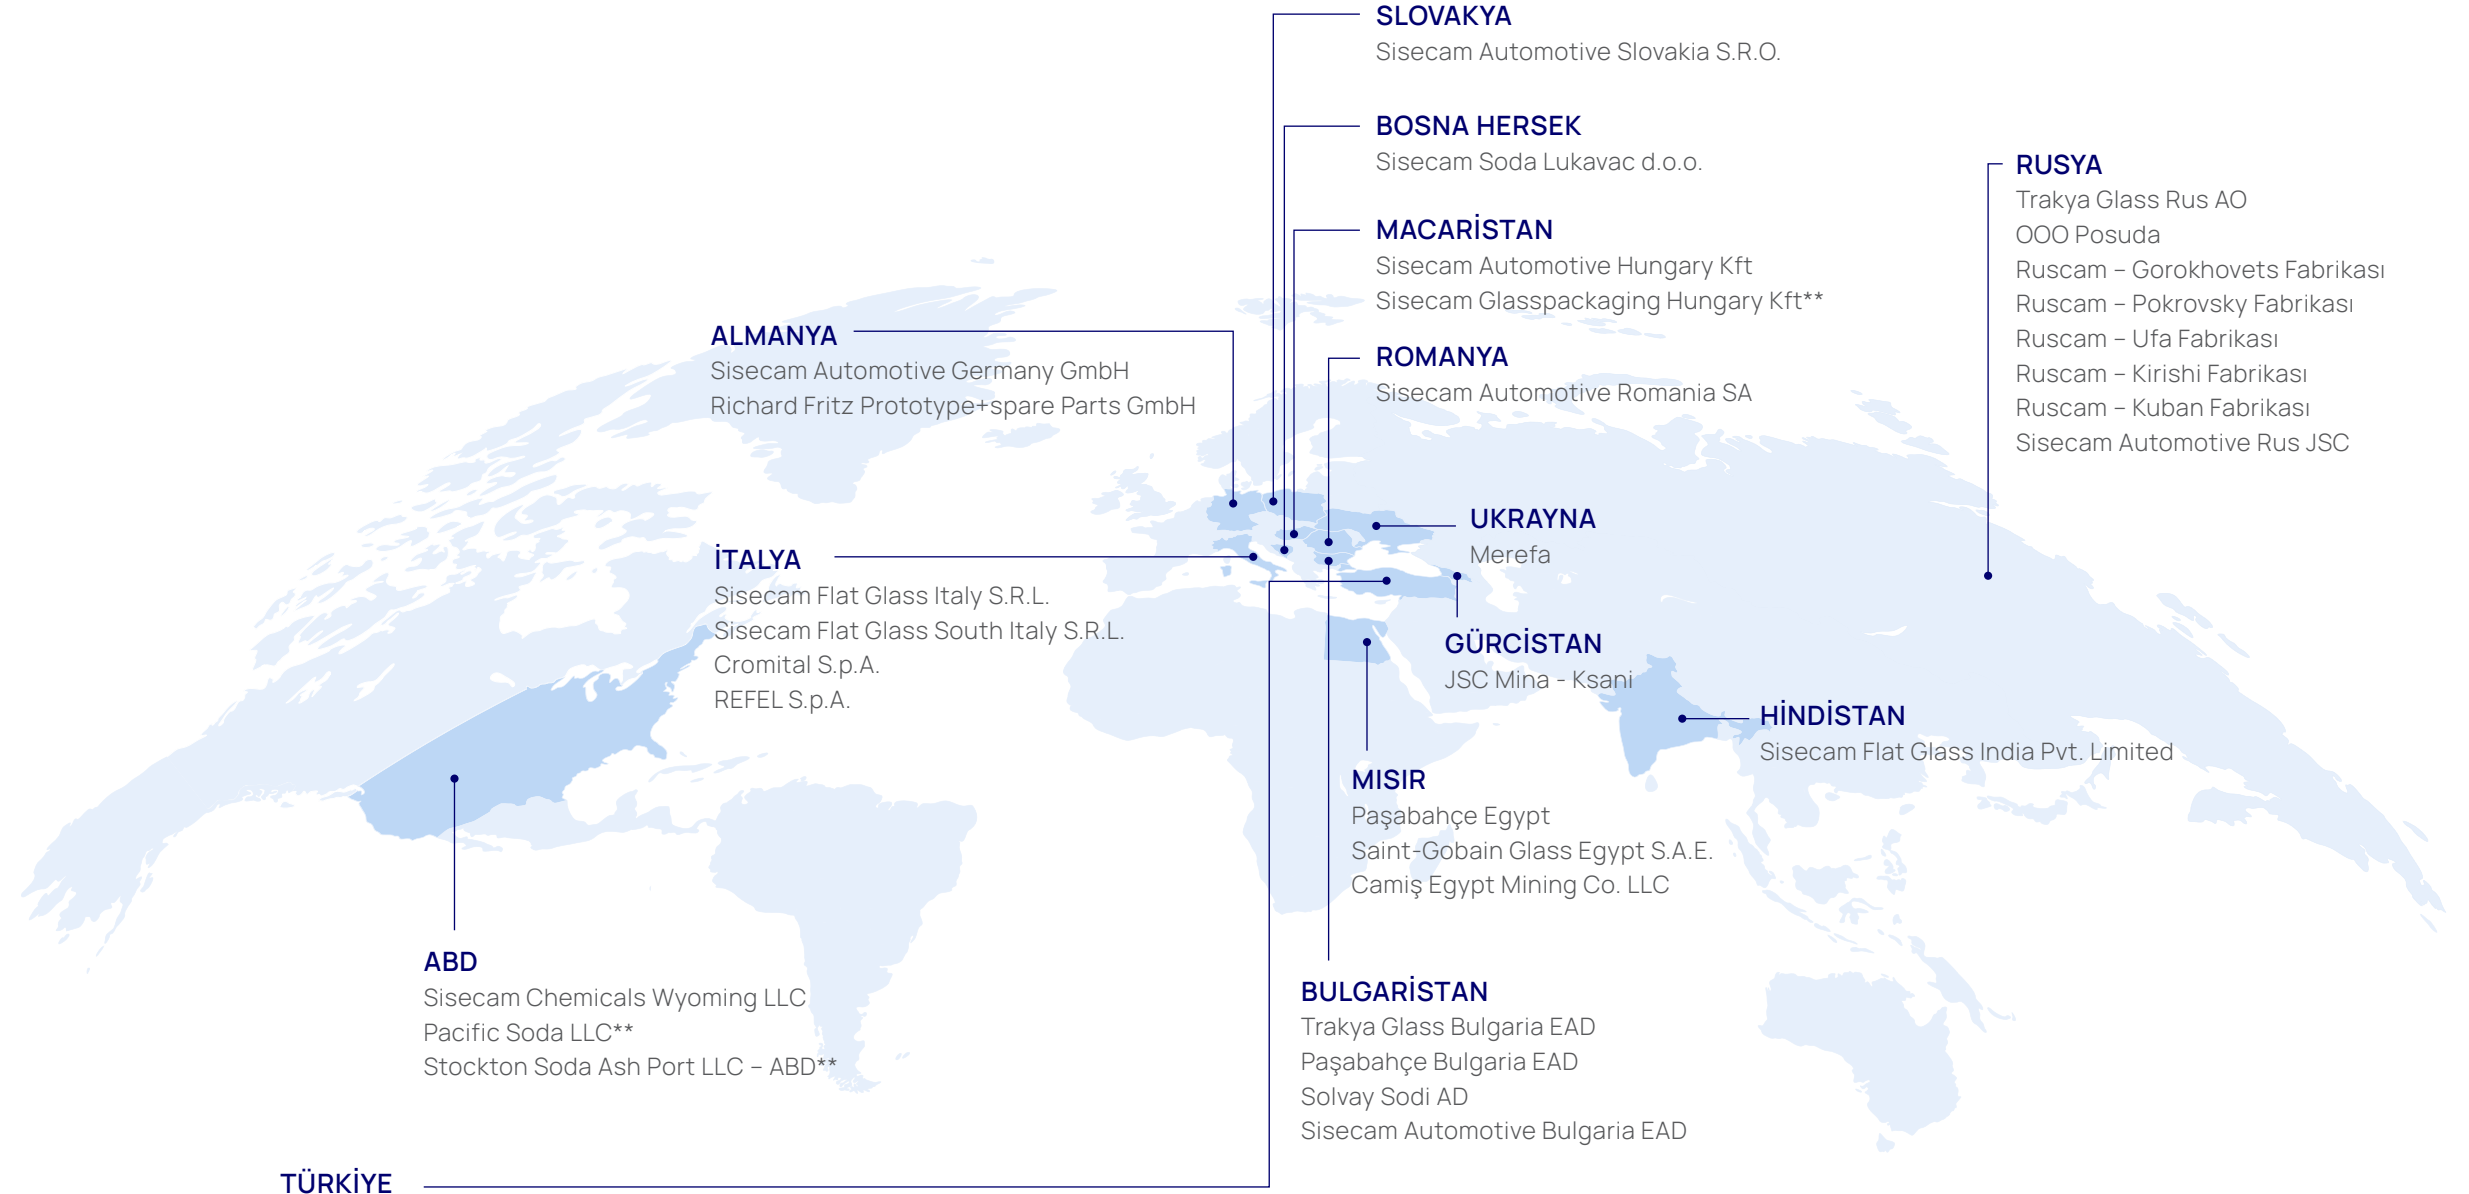 SLOVAKYA
Sisecam Automotive Slovakia S.R.O.
BOSNA HERSEK
Sisecam Soda Lukavac d.o.o.
MACARİSTAN
Sisecam Automotive Hungary Kft
Sisecam Glasspackaging Hungary Kft**
ROMANYA
Sisecam Automotive Romania SA
RUSYA
Trakya Glass Rus AO
OOO Posuda
Ruscam – Gorokhovets Fabrikası
Ruscam – Pokrovsky Fabrikası
Ruscam – Ufa Fabrikası
Ruscam – Kirishi Fabrikası
Ruscam – Kuban Fabrikası
Sisecam Automotive Rus JSC
ALMANYA
Sisecam Automotive Germany GmbH
Richard Fritz Prototype+spare Parts GmbH
UKRAYNA
Merefa
İTALYA
Sisecam Flat Glass Italy S.R.L.
Sisecam Flat Glass South Italy S.R.L.
Cromital S.p.A.
REFEL S.p.A.
GÜRCİSTAN
JSC Mina - Ksani
HİNDİSTAN
Sisecam Flat Glass India Pvt. Limited
MISIR
Paşabahçe Egypt
Saint-Gobain Glass Egypt S.A.E.
Camiş Egypt Mining Co. LLC
ABD
Sisecam Chemicals Wyoming LLC
Pacific Soda LLC**
Stockton Soda Ash Port LLC – ABD**
BULGARİSTAN
Trakya Glass Bulgaria EAD
Paşabahçe Bulgaria EAD
Solvay Sodi AD
Sisecam Automotive Bulgaria EAD
TÜRKİYE